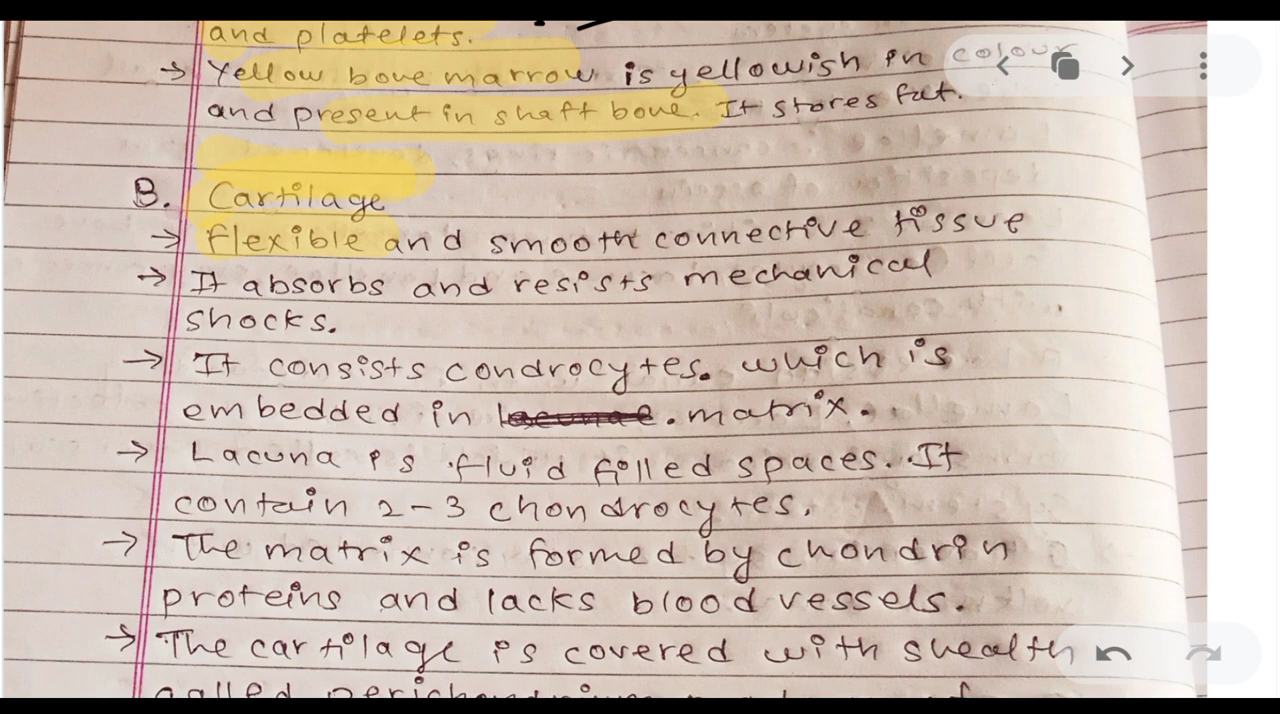 and platelets.
→ Yellow bone marrow is yellowish in colour
and present in shaft bone. It stores fat.
B. Cartilage
→ flexible and smooth connective tissue
→ It absorbs and resists mechanical
shocks.
→ It consists condrocytes. which is
embedded in lacunae. matrix.
→ Lacuna is fluid filled spaces. It
contain 2-3 chondrocytes.
→ The matrix is formed by chondrin
proteins and lacks blood vessels.
→ The cartilage is covered with shealth
called perichondrium